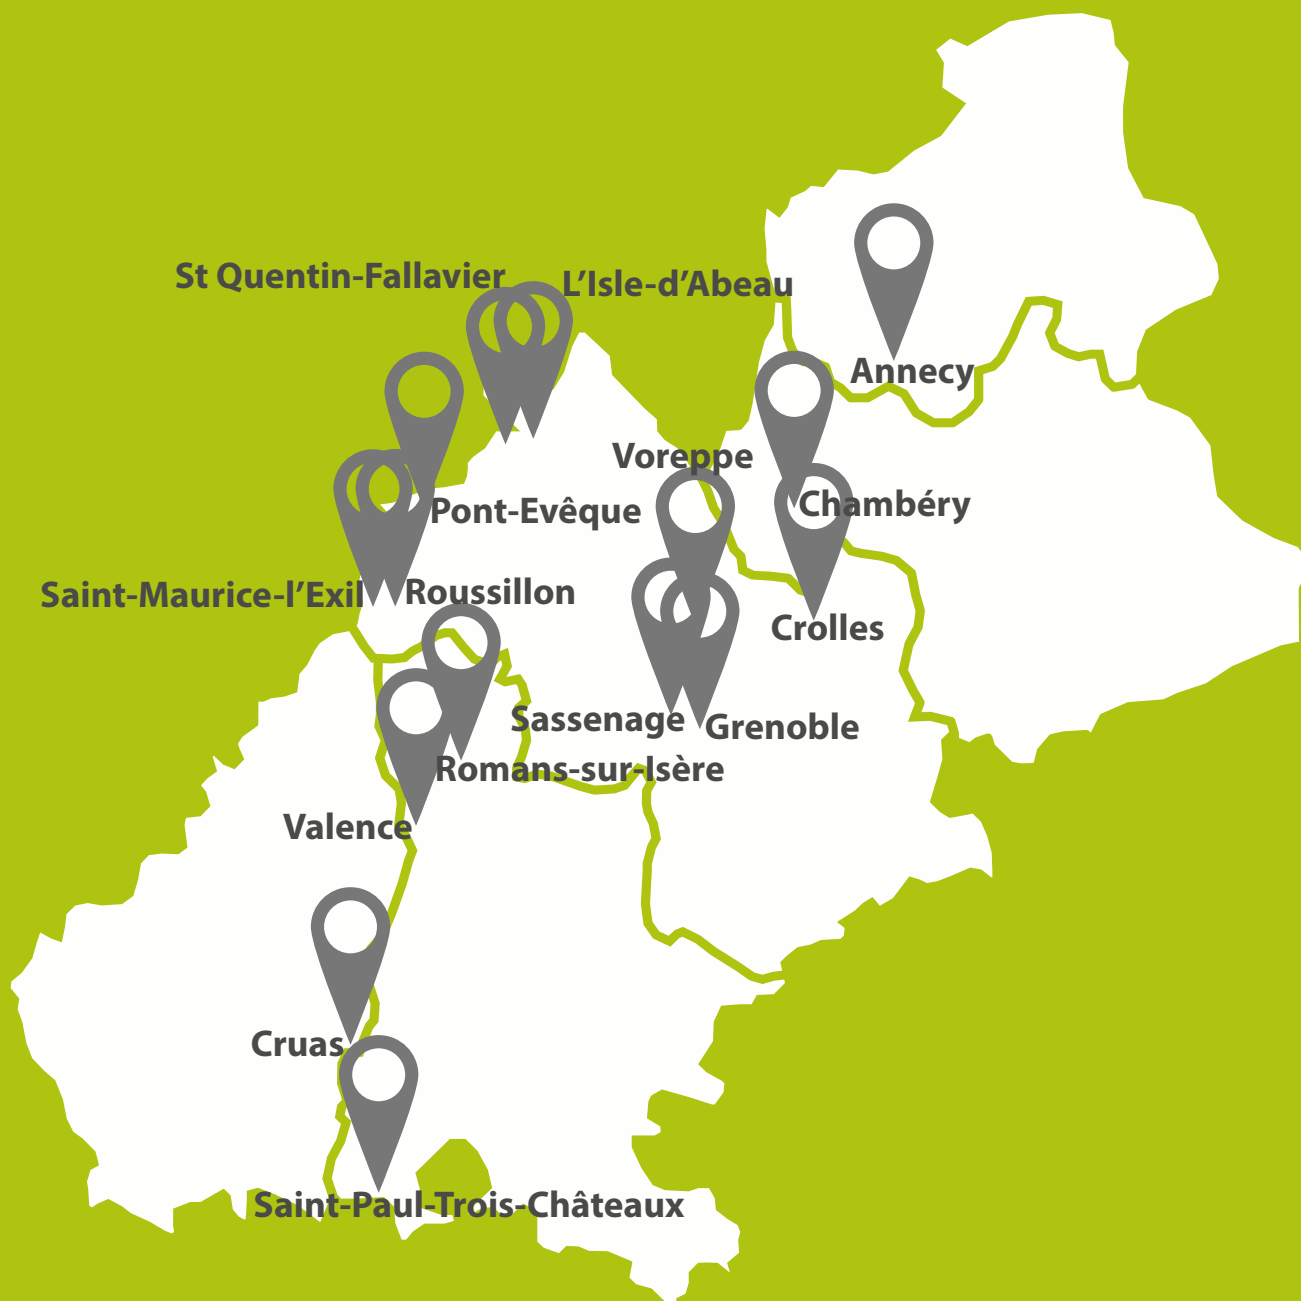 St Quentin-Fallavier
L'Isle-d'Abeau
Annecy
Voreppe
Chambéry
Pont-Evêque
Saint-Maurice-l'Exil
Roussillon
Crolles
Sassenage
Grenoble
Romans-sur-Isère
Valence
Cruas
Saint-Paul-Trois-Châteaux